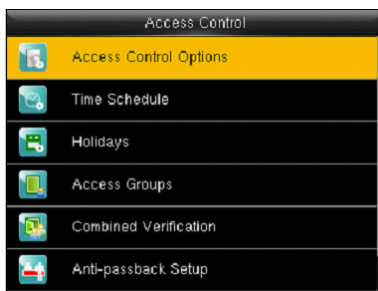 Access Control
Access Control Options
Time Schedule
Holidays
Access Groups
Combined Verification
Anti-passback Setup